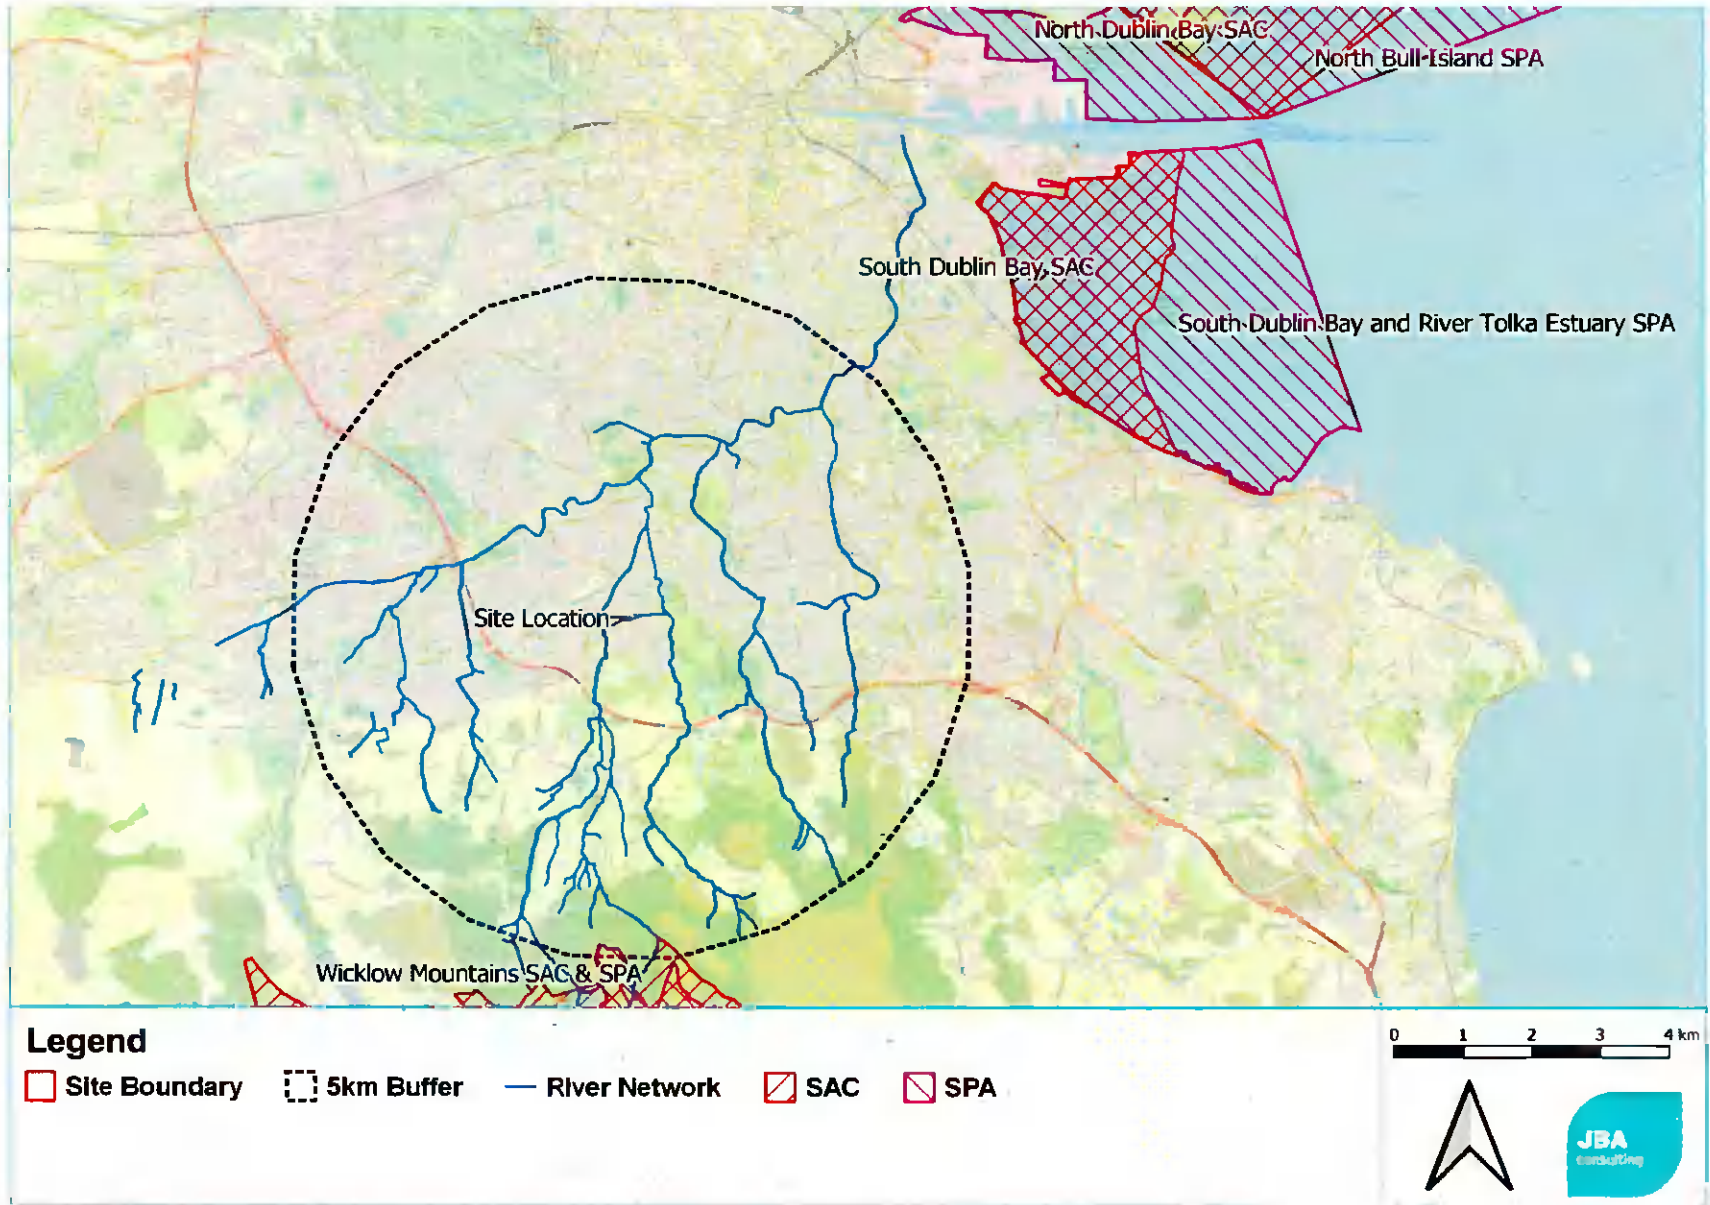 North Dublin Bay SAC
North Bull Island SPA
South Dublin Bay SAC
South Dublin Bay and River Tolka Estuary SPA
Site Location
Wicklow Mountains SAC & SPA
Legend
Site Boundary
5km Buffer
River Network
SAC
SPA
0 1 2 3 4 km
JBA
consulting